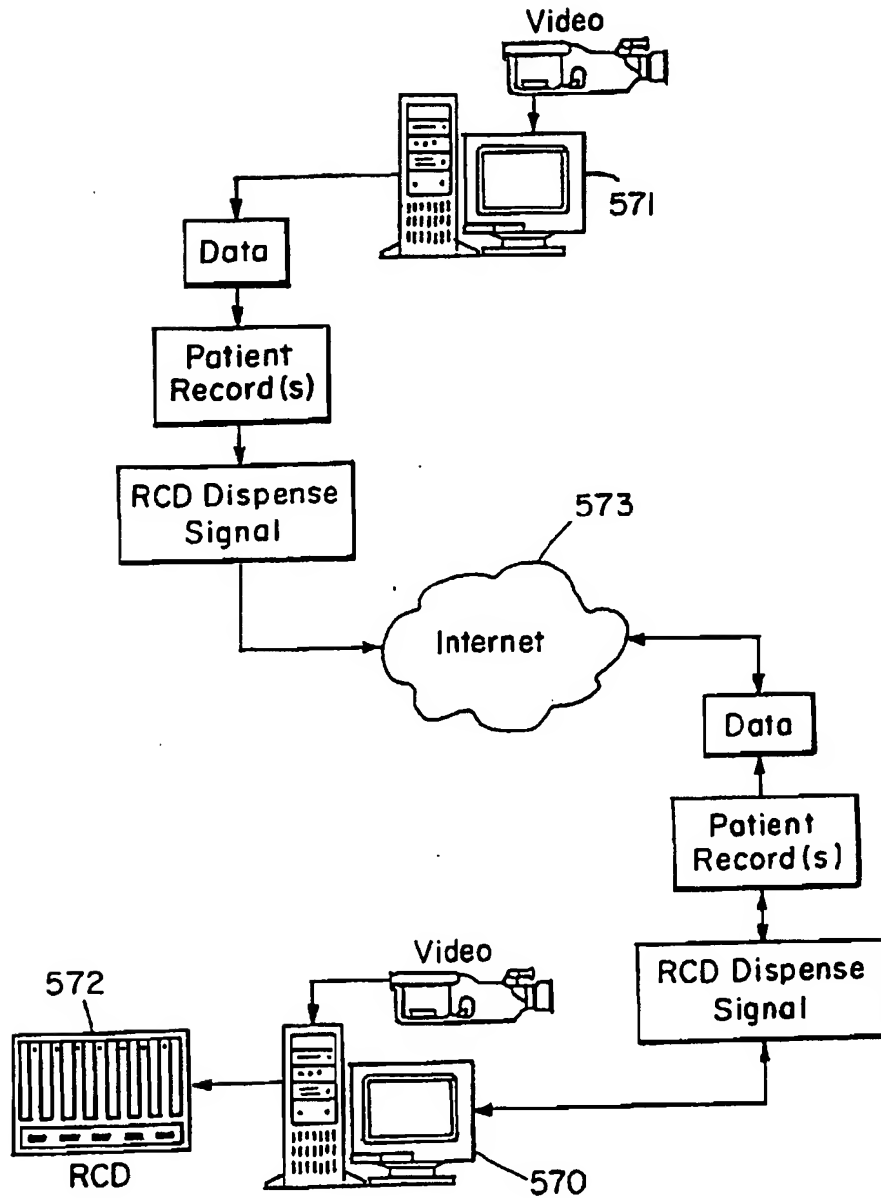 Video
571
Data
Patient
Record(s)
RCD Dispense
Signal
573
Internet
Data
Patient
Record(s)
RCD Dispense
Signal
Video
572
RCD
570